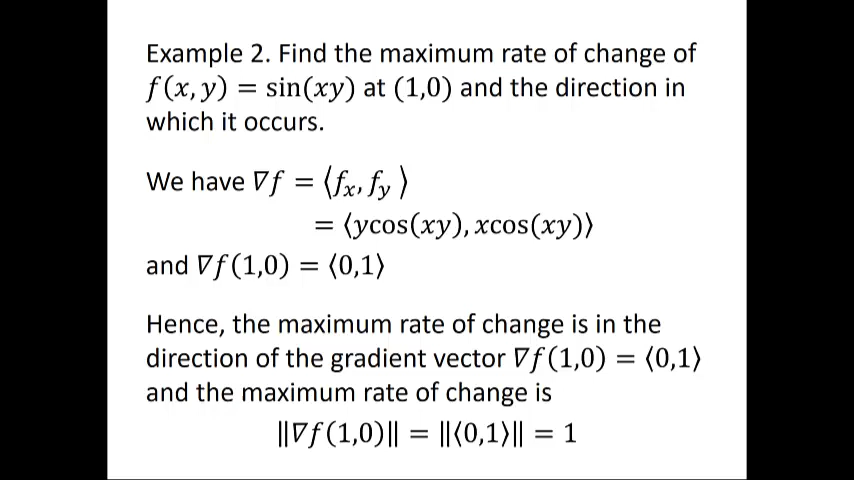 Example 2. Find the maximum rate of change of
f(x, y) = sin(xy) at (1,0) and the direction in
which it occurs.
We have ∇f = ⟨fₓ, f_y ⟩
= ⟨ycos(xy), xcos(xy)⟩
and ∇f(1,0) = ⟨0,1⟩
Hence, the maximum rate of change is in the
direction of the gradient vector ∇f(1,0) = ⟨0,1⟩
and the maximum rate of change is
‖∇f(1,0)‖ = ‖⟨0,1⟩‖ = 1